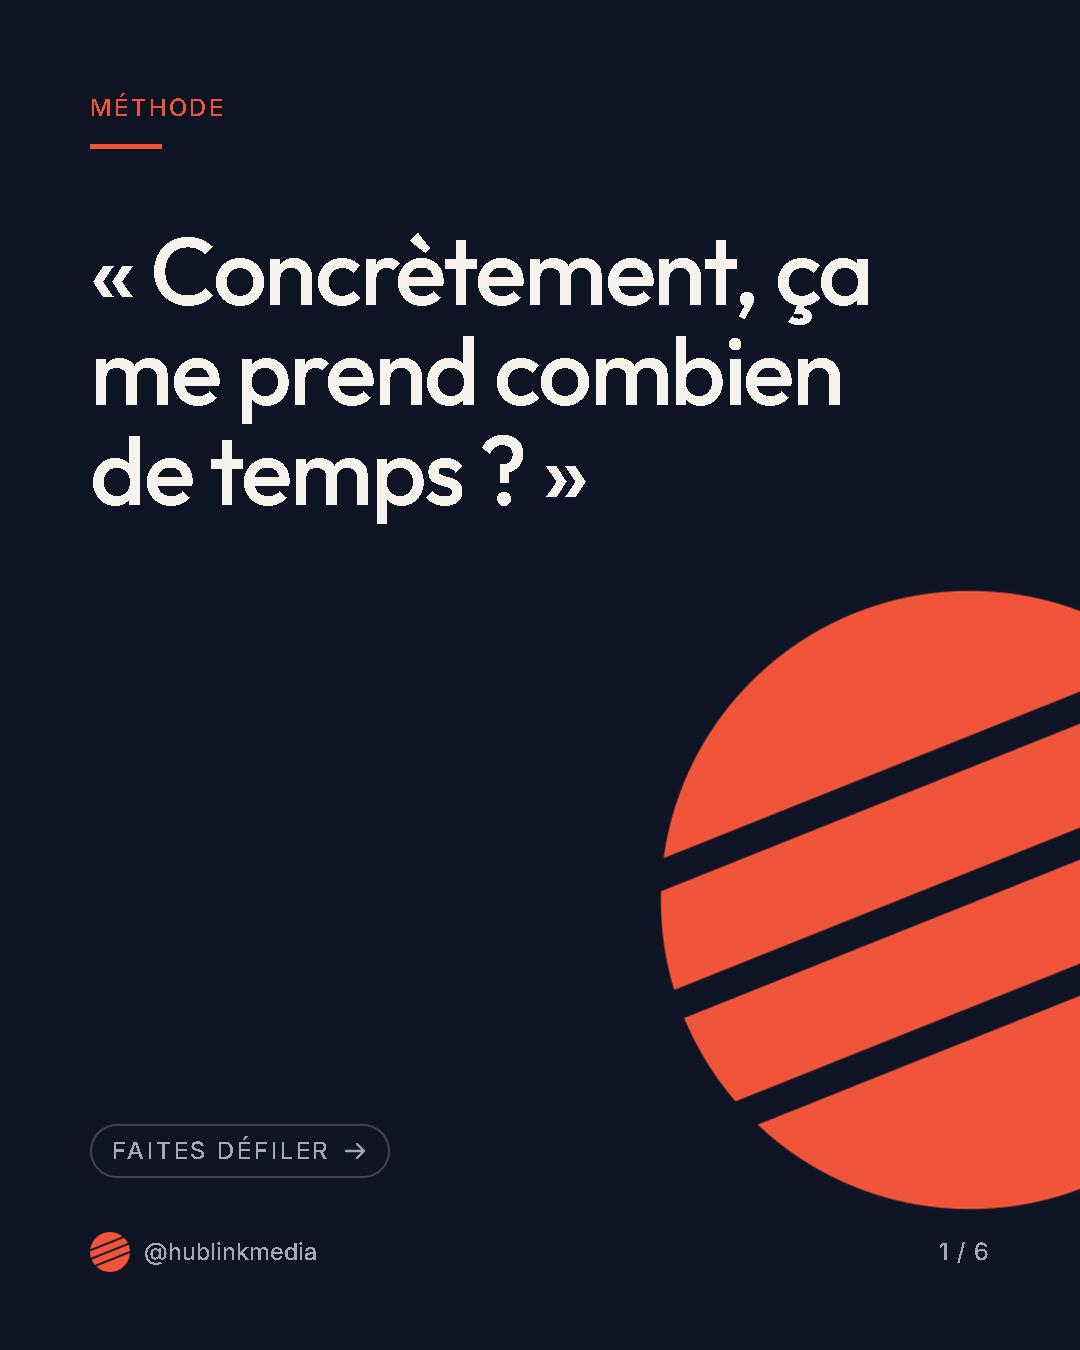 MÉTHODE
« Concrètement, ça
me prend combien
de temps ? »
FAITES DÉFILER →
@hublinkmedia
1 / 6